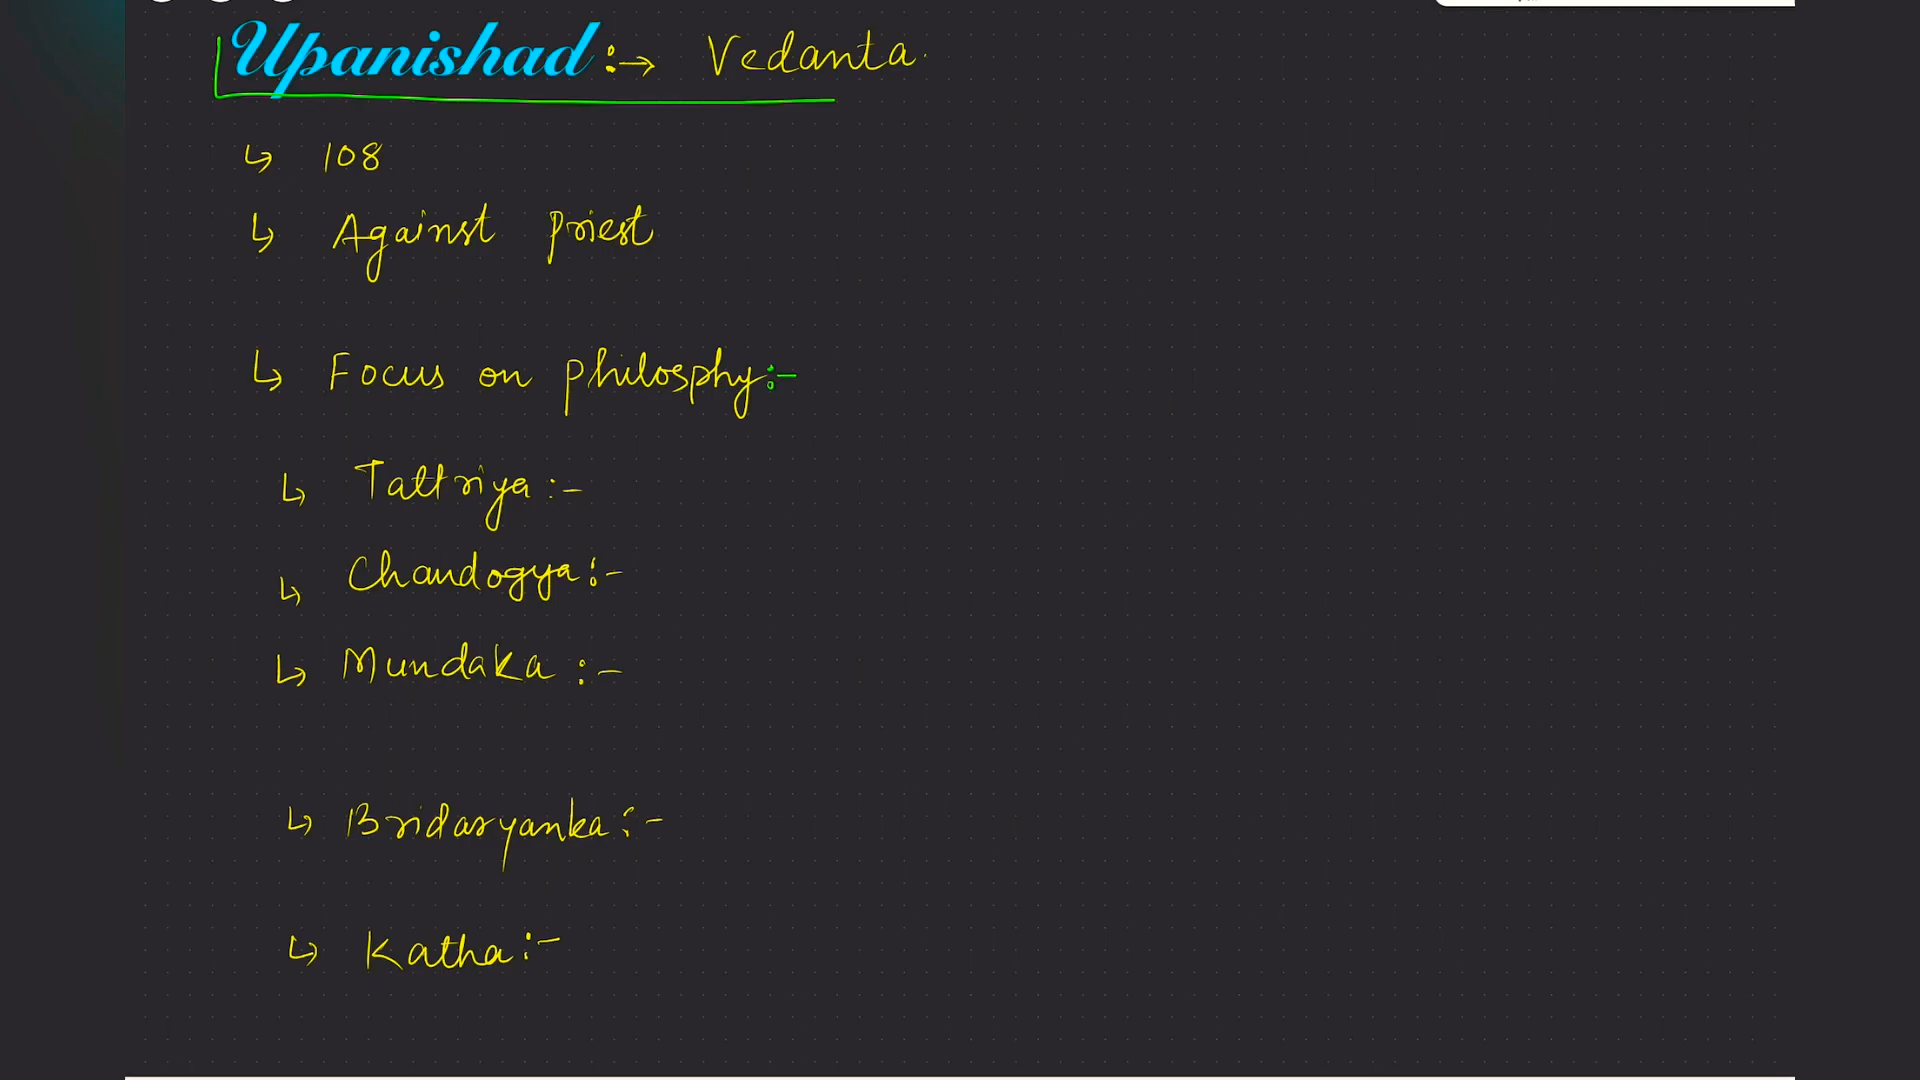 Upanishad :→ Vedanta.
↳ 108
↳ Against priest
↳ Focus on philosphy:-
↳ Tattriya :-
↳ Chandogya :-
↳ Mundaka :-
↳ Bridaryanka :-
↳ Katha :-